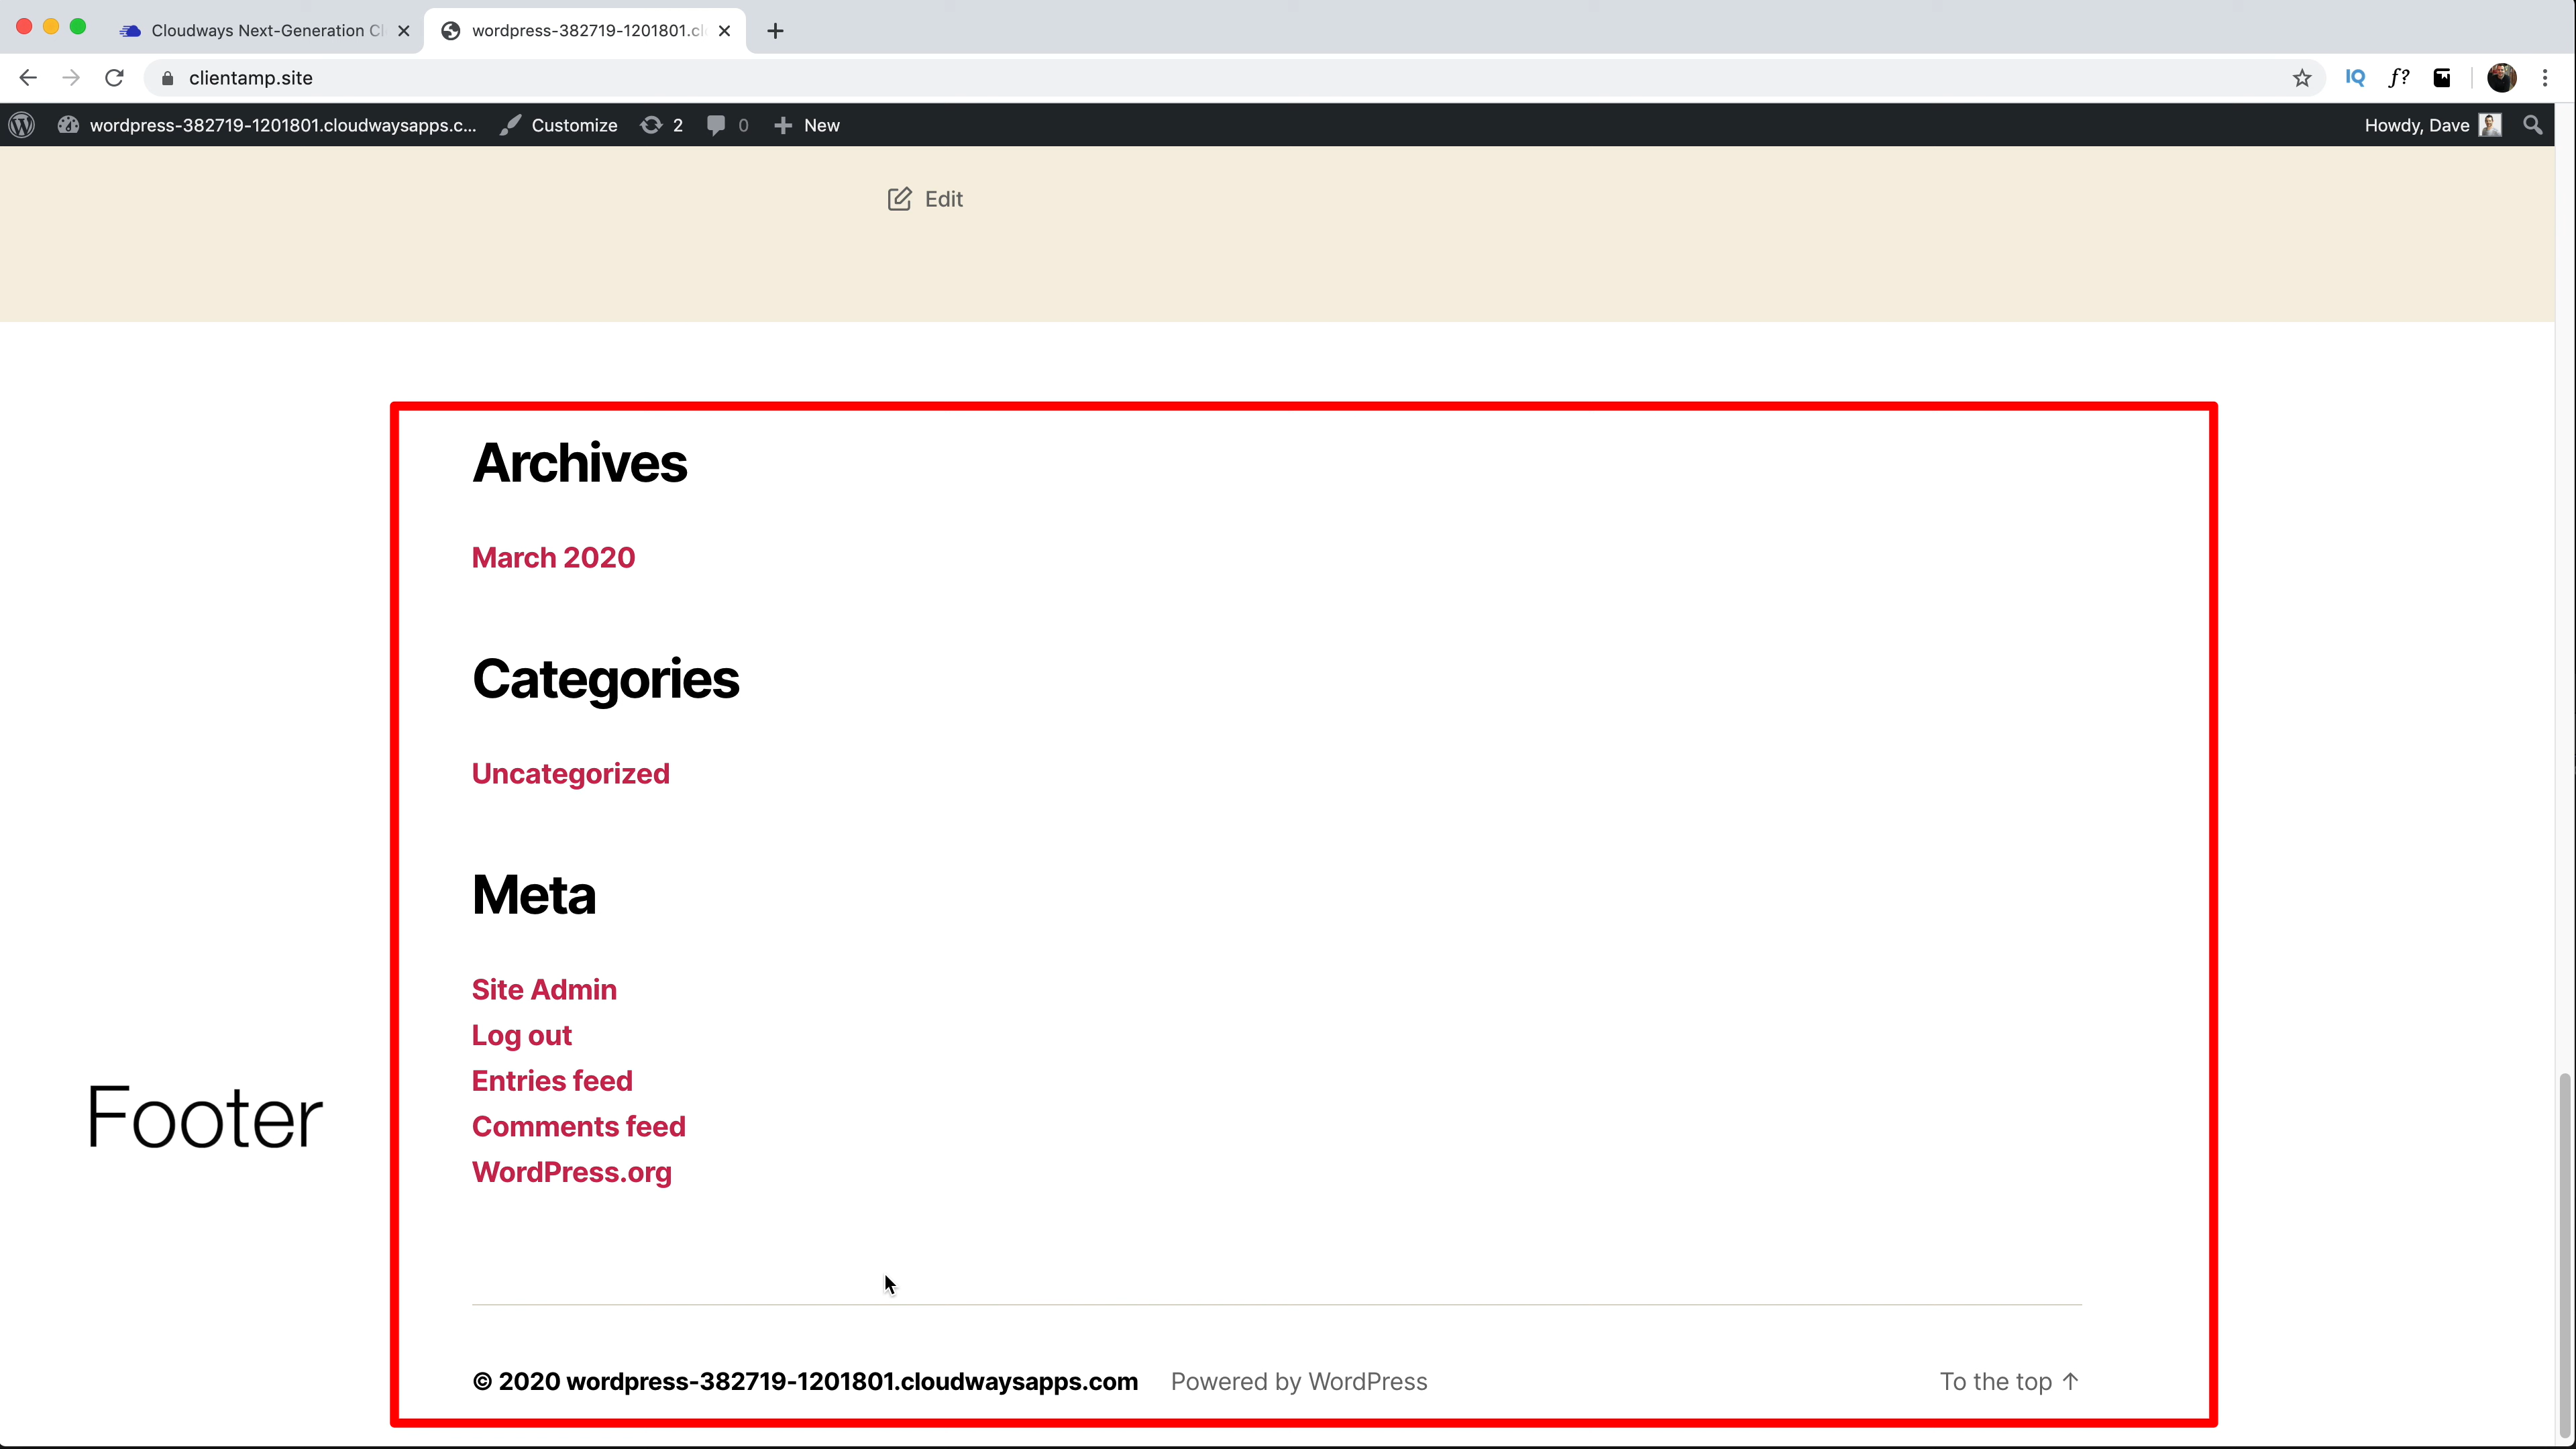 Cloudways Next-Generation Cl
wordpress-382719-1201801.cl
clientamp.site
IQ
f?
wordpress-382719-1201801.cloudwaysapps.c...
Customize
2
0
New
Howdy, Dave
Edit
Archives
March 2020
Categories
Uncategorized
Meta
Site Admin
Log out
Entries feed
Comments feed
WordPress.org
Footer
© 2020 wordpress-382719-1201801.cloudwaysapps.com
Powered by WordPress
To the top ↑